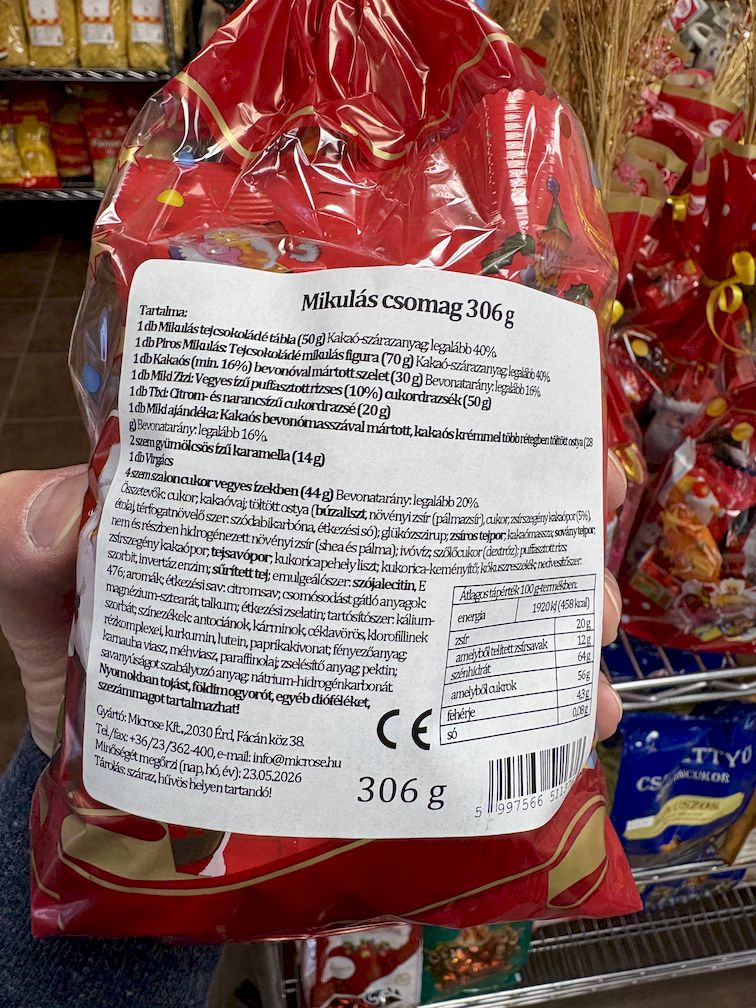 Mikulás csomag 306 g
Tartalma:
1 db Mikulás tejcsokoládé tábla (50 g) Kakaó-szárazanyag: legalább 40%.
1 db Piros Mikulás: Tejcsokoládé mikulás figura (70 g) Kakaó-szárazanyag: legalább 40%
1 db Kakaós (min. 16%) bevonóval mártott szelet (30 g) Bevonatarány: legalább 16%
1 db Miki Zizi: Vegyes ízű puffasztott rizses (10%) cukordrazsék (50 g)
1 db Tixi: Citrom- és narancsízű cukordrazsé (20 g)
1 db Miki ajándéka: Kakaós bevonómasszával mártott, kakaós krémmel több rétegben töltött ostya (28
g) Bevonatarány: legalább 16%.
2 szem gyümölcsös ízű karamella (14 g)
1 db Virgács
4 szem szaloncukor vegyes ízekben (44 g) Bevonatarány: legalább 20%.
Összetevők: cukor; kakaóvaj; töltött ostya (búzaliszt, növényi zsír (pálmazsír), cukor, zsírszegény kakaópor (5%),
étolaj, térfogatnövelő szer: szódabikarbóna, étkezési só); glükózszirup; zsíros tejpor; kakaómassza; sovány tejpor;
nem és részben hidrogénezett növényi zsír (shea és pálma); ivóvíz; szőlőcukor (dextróz); puffasztott rizs;
zsírszegény kakaópor; tejsavópor; kukoricapehely liszt; kukorica-keményítő; kókuszreszelék; nedvesítőszer:
szorbit, invertáz enzim; sűrített tej; emulgeálószer: szójalecitin, E
476; aromák; étkezési sav: citromsav; csomósodást gátló anyagok:
magnézium-sztearát, talkum; étkezési zselatin; tartósítószer: kálium-
szorbát; színezékek: antociánok, kárminok, céklavörös, klorofillinek
rézkomplexei, kurkumin, lutein, paprikakivonat; fényezőanyag:
karnauba viasz, méhviasz, paraffinolaj; zselésítő anyag: pektin;
savanyúságot szabályozó anyag: nátrium-hidrogénkarbonát.
Nyomokban tojást, földimogyorót, egyéb dióféléket,
szezámmagot tartalmazhat!
Átlagos tápérték 100 g termékben:
energia 1920 kJ (458 kcal)
zsír 20 g
amelyből telített zsírsavak 12 g
szénhidrát 64 g
amelyből cukrok 56 g
fehérje 4,3 g
só 0,08 g
Gyártó: Microse Kft., 2030 Érd, Fácán köz 38.
Tel./fax: +36/23/362-400, e-mail: info@microse.hu
Minőségét megőrzi (nap, hó, év): 23.05.2026
Tárolás: száraz, hűvös helyen tartandó!
CE
306 g
5 997566